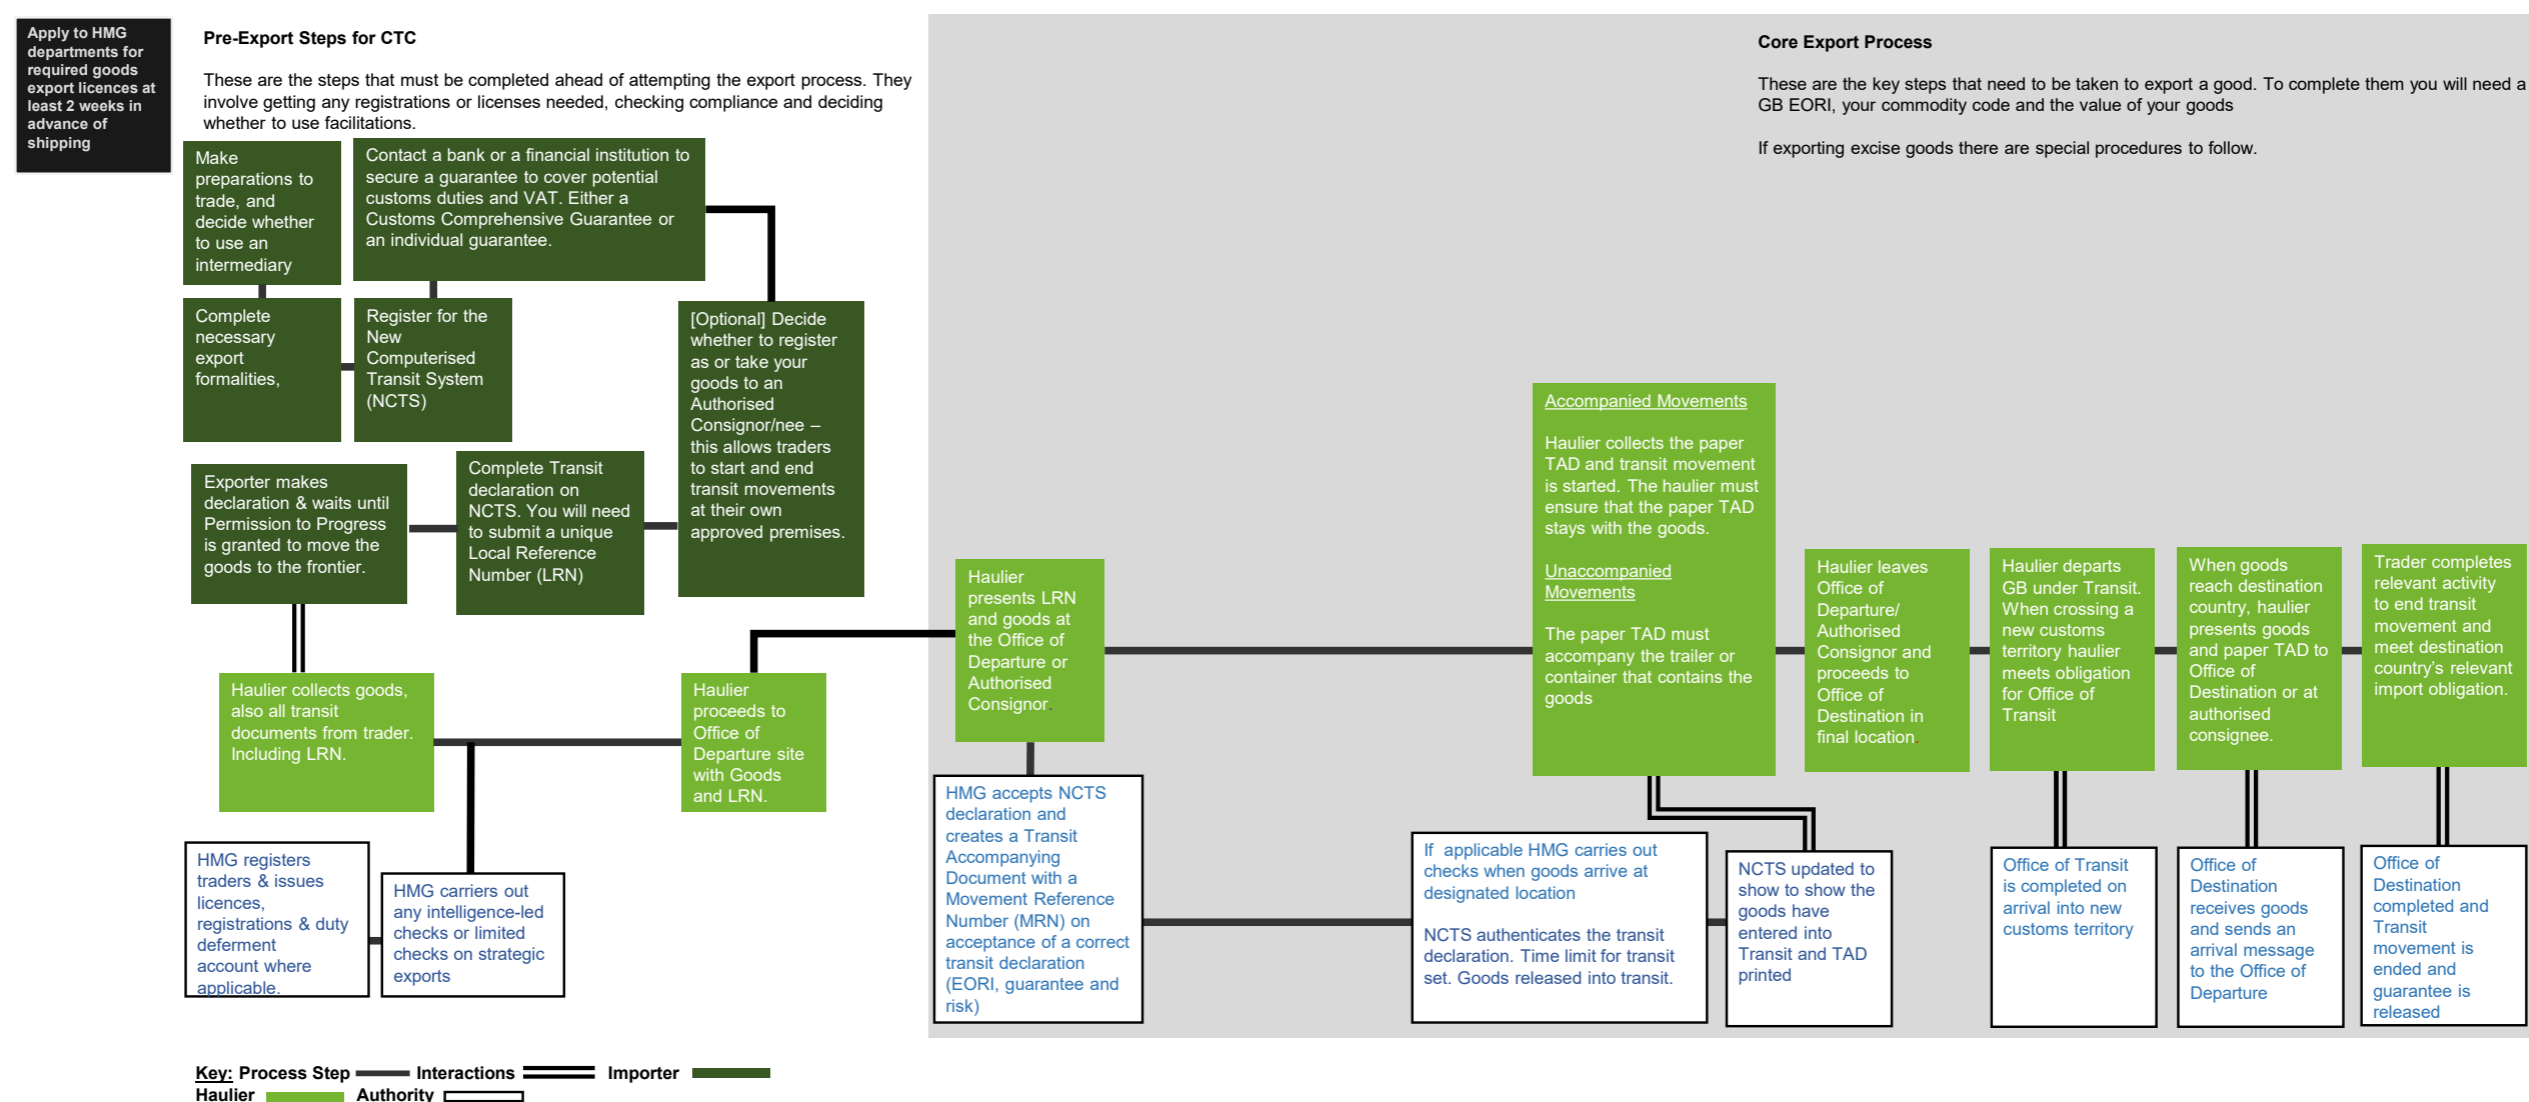 Apply to HMG
departments for
required goods
export licences at
least 2 weeks in
advance of
shipping
Pre-Export Steps for CTC
These are the steps that must be completed ahead of attempting the export process. They
involve getting any registrations or licenses needed, checking compliance and deciding
whether to use facilitations.
Make
preparations to
trade, and
decide whether
to use an
intermediary
Contact a bank or a financial institution to
secure a guarantee to cover potential
customs duties and VAT. Either a
Customs Comprehensive Guarantee or
an individual guarantee.
Complete
necessary
export
formalities,
Register for the
New
Computerised
Transit System
(NCTS)
[Optional] Decide
whether to register
as or take your
goods to an
Authorised
Consignor/nee –
this allows traders
to start and end
transit movements
at their own
approved premises.
Exporter makes
declaration & waits until
Permission to Progress
is granted to move the
goods to the frontier.
Complete Transit
declaration on
NCTS. You will need
to submit a unique
Local Reference
Number (LRN)
Haulier collects goods,
also all transit
documents from trader.
Including LRN.
Haulier
proceeds to
Office of
Departure site
with Goods
and LRN.
HMG registers
traders & issues
licences,
registrations & duty
deferment
account where
applicable.
HMG carriers out
any intelligence-led
checks or limited
checks on strategic
exports
Core Export Process
These are the key steps that need to be taken to export a good. To complete them you will need a
GB EORI, your commodity code and the value of your goods
If exporting excise goods there are special procedures to follow.
Haulier
presents LRN
and goods at
the Office of
Departure or
Authorised
Consignor.
Accompanied Movements
Haulier collects the paper
TAD and transit movement
is started. The haulier must
ensure that the paper TAD
stays with the goods.
Unaccompanied
Movements
The paper TAD must
accompany the trailer or
container that contains the
goods
Haulier leaves
Office of
Departure/
Authorised
Consignor and
proceeds to
Office of
Destination in
final location.
Haulier departs
GB under Transit.
When crossing a
new customs
territory haulier
meets obligation
for Office of
Transit
When goods
reach destination
country, haulier
presents goods
and paper TAD to
Office of
Destination or at
authorised
consignee.
Trader completes
relevant activity
to end transit
movement and
meet destination
country's relevant
import obligation.
HMG accepts NCTS
declaration and
creates a Transit
Accompanying
Document with a
Movement Reference
Number (MRN) on
acceptance of a correct
transit declaration
(EORI, guarantee and
risk)
If  applicable HMG carries out
checks when goods arrive at
designated location
NCTS authenticates the transit
declaration. Time limit for transit
set. Goods released into transit.
NCTS updated to
show to show the
goods have
entered into
Transit and TAD
printed
Office of Transit
is completed on
arrival into new
customs territory
Office of
Destination
receives goods
and sends an
arrival message
to the Office of
Departure
Office of
Destination
completed and
Transit
movement is
ended and
guarantee is
released
Key: Process Step Interactions Importer
Haulier Authority